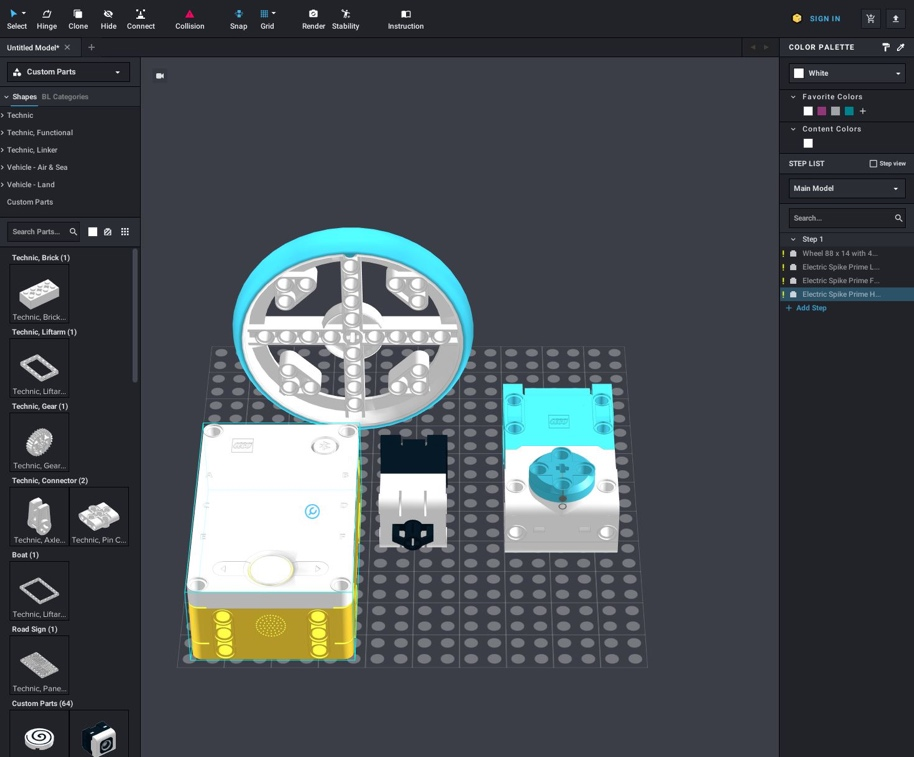 Select Hinge Clone Hide Connect Collision Snap Grid Render Stability Instruction SIGN IN
Untitled Model*
COLOR PALETTE
Custom Parts
White
Shapes BL Categories
Favorite Colors
Technic
Technic, Functional
Content Colors
Technic, Linker
Vehicle - Air & Sea
STEP LIST Step view
Vehicle - Land
Main Model
Custom Parts
Search...
Search Parts...
Step 1
Wheel 88 x 14 with 4...
Electric Spike Prime L...
Electric Spike Prime F...
Electric Spike Prime H...
Add Step
Technic, Brick (1)
Technic, Brick...
Technic, Liftarm (1)
Technic, Liftar...
Technic, Gear (1)
Technic, Gear...
Technic, Connector (2)
Technic, Axle... Technic, Pin C...
Boat (1)
Technic, Liftar...
Road Sign (1)
Technic, Pane...
Custom Parts (64)